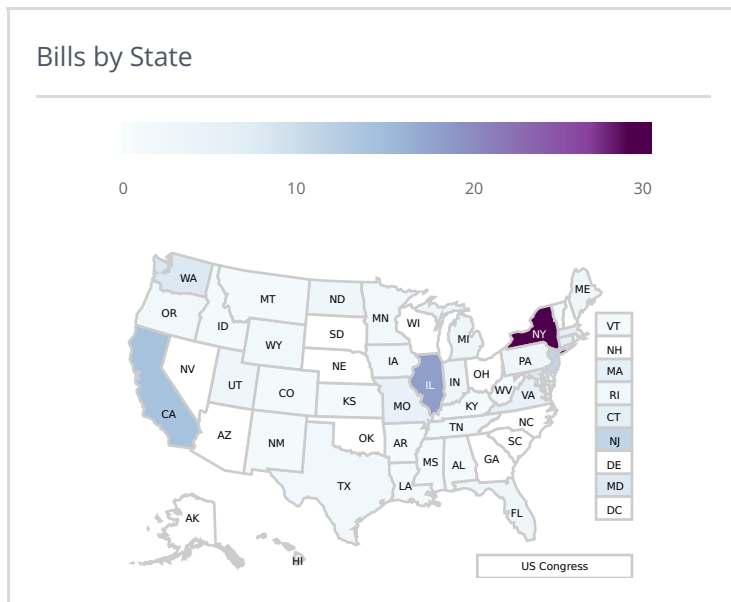 Bills by State
0 10 20 30
WA
ME
MT ND
OR MN WI NY VT
ID SD MI NH
WY
IA PA MA
NV NE OH RI
UT IL IN
CO WV VA CT
CA KS MO KY
NC NJ
AZ OK TN
NM AR SC DE
MS AL GA
TX LA MD
FL DC
AK
HI US Congress